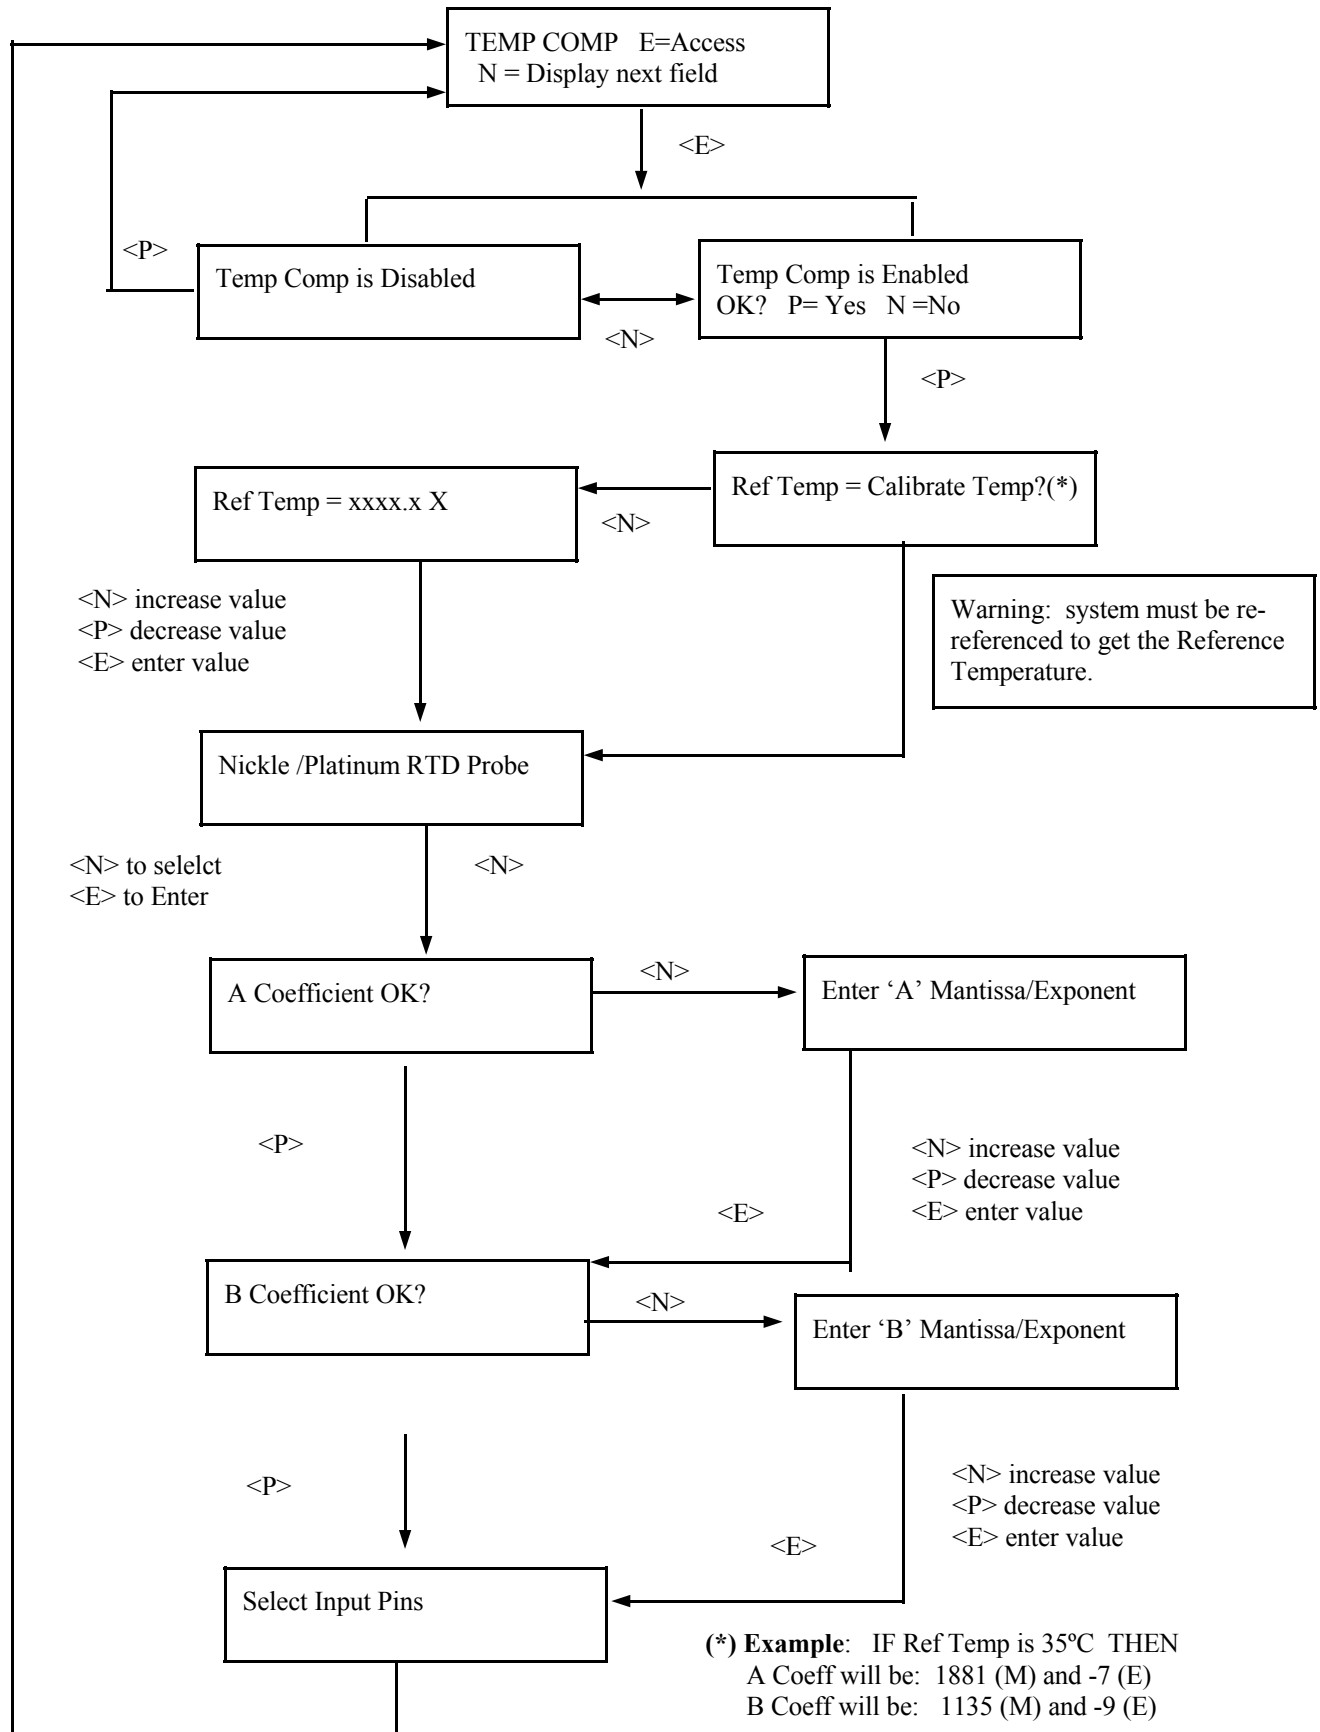 TEMP COMP E=Access
N = Display next field
<E>
<P>
Temp Comp is Disabled
Temp Comp is Enabled
OK? P= Yes N =No
<N>
<P>
Ref Temp = xxxx.x X
Ref Temp = Calibrate Temp?(*)
<N>
<N> increase value
<P> decrease value
<E> enter value
Warning: system must be re-
referenced to get the Reference
Temperature.
Nickle /Platinum RTD Probe
<N> to selelct
<E> to Enter
<N>
A Coefficient OK?
<N>
Enter ‘A’ Mantissa/Exponent
<P>
<N> increase value
<P> decrease value
<E> enter value
<E>
B Coefficient OK?
<N>
Enter ‘B’ Mantissa/Exponent
<P>
<N> increase value
<P> decrease value
<E> enter value
<E>
Select Input Pins
(*) Example: IF Ref Temp is 35ºC THEN
A Coeff will be: 1881 (M) and -7 (E)
B Coeff will be: 1135 (M) and -9 (E)